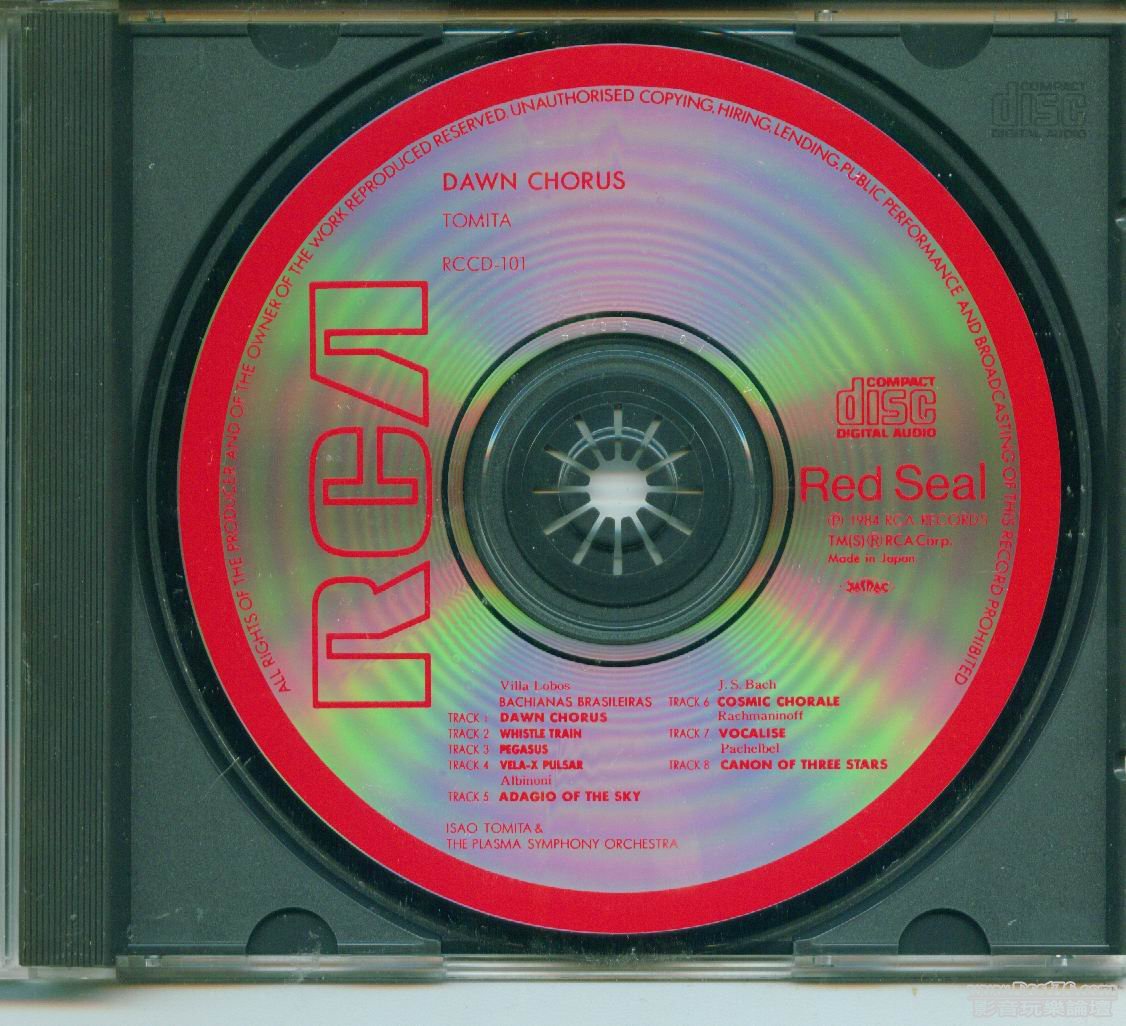 COMPACT
disc
DIGITAL AUDIO
ALL RIGHTS OF THE PRODUCER AND OF THE OWNER OF THE WORK REPRODUCED RESERVED. UNAUTHORISED COPYING, HIRING, LENDING, PUBLIC PERFORMANCE AND BROADCASTING OF THIS RECORD PROHIBITED
DAWN CHORUS
TOMITA
RCCD-101
RCA
COMPACT
disc
DIGITAL AUDIO
Red Seal
Ⓟ 1984 RCA RECORDS
TM(S)Ⓡ RCA Corp.
Made in Japan
JASRAC
Villa Lobos
BACHIANAS BRASILEIRAS
TRACK 1 DAWN CHORUS
TRACK 2 WHISTLE TRAIN
TRACK 3 PEGASUS
TRACK 4 VELA-X PULSAR
Albinoni
TRACK 5 ADAGIO OF THE SKY
J. S. Bach
TRACK 6 COSMIC CHORALE
Rachmaninoff
TRACK 7 VOCALISE
Pachelbel
TRACK 8 CANON OF THREE STARS
ISAO TOMITA &
THE PLASMA SYMPHONY ORCHESTRA
影音玩樂論壇